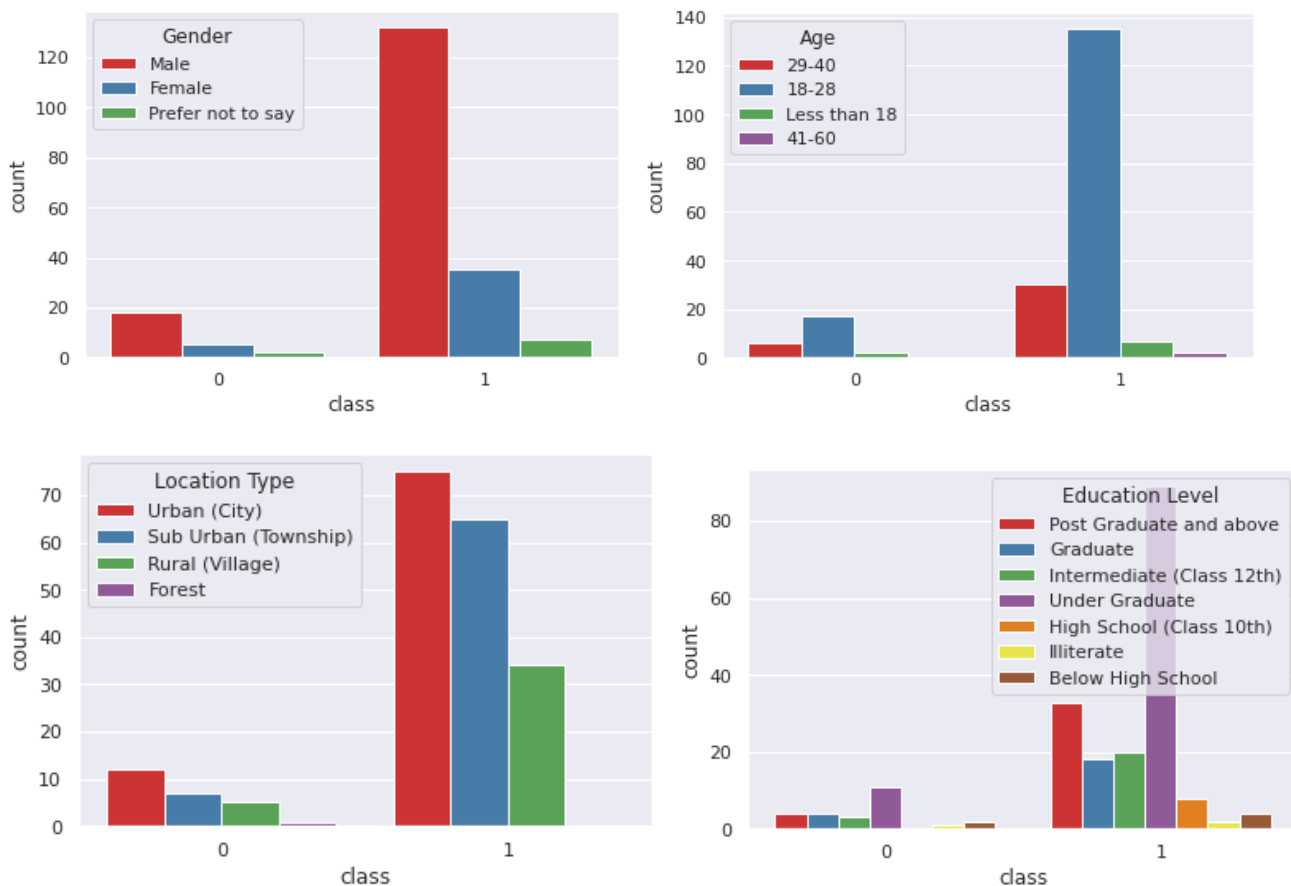 Gender
Male
Female
Prefer not to say
120
100
80
60
40
20
0
count
0
1
class
Age
29-40
18-28
Less than 18
41-60
140
120
100
80
60
40
20
0
count
0
1
class
Location Type
Urban (City)
Sub Urban (Township)
Rural (Village)
Forest
70
60
50
40
30
20
10
0
count
0
1
class
Education Level
Post Graduate and above
Graduate
Intermediate (Class 12th)
Under Graduate
High School (Class 10th)
Illiterate
Below High School
80
60
40
20
0
count
0
1
class